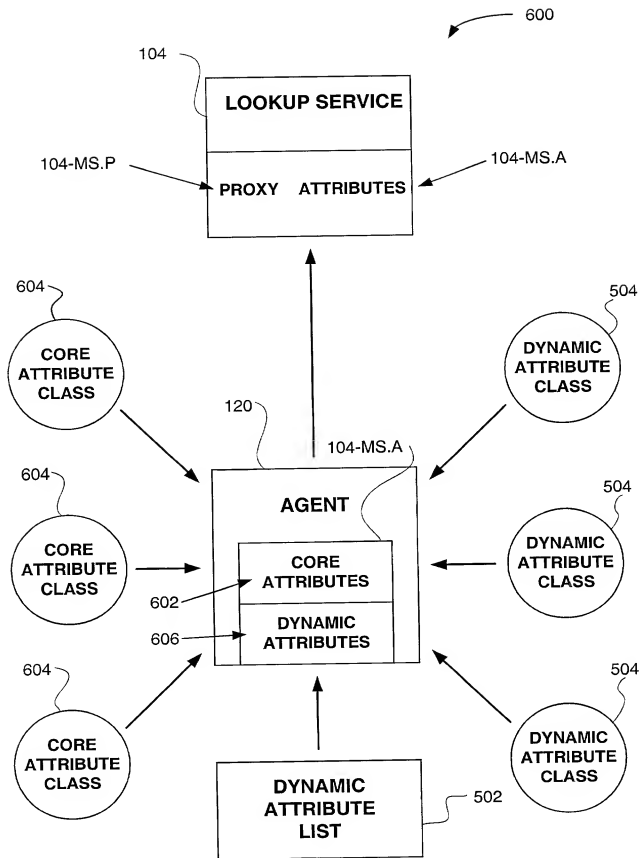 600
104
LOOKUP SERVICE
104-MS.P
104-MS.A
PROXY ATTRIBUTES
604
CORE
ATTRIBUTE
CLASS
504
DYNAMIC
ATTRIBUTE
CLASS
120
104-MS.A
AGENT
604
CORE
ATTRIBUTE
CLASS
CORE
ATTRIBUTES
602
DYNAMIC
ATTRIBUTES
606
504
DYNAMIC
ATTRIBUTE
CLASS
604
CORE
ATTRIBUTE
CLASS
504
DYNAMIC
ATTRIBUTE
CLASS
DYNAMIC
ATTRIBUTE
LIST
502